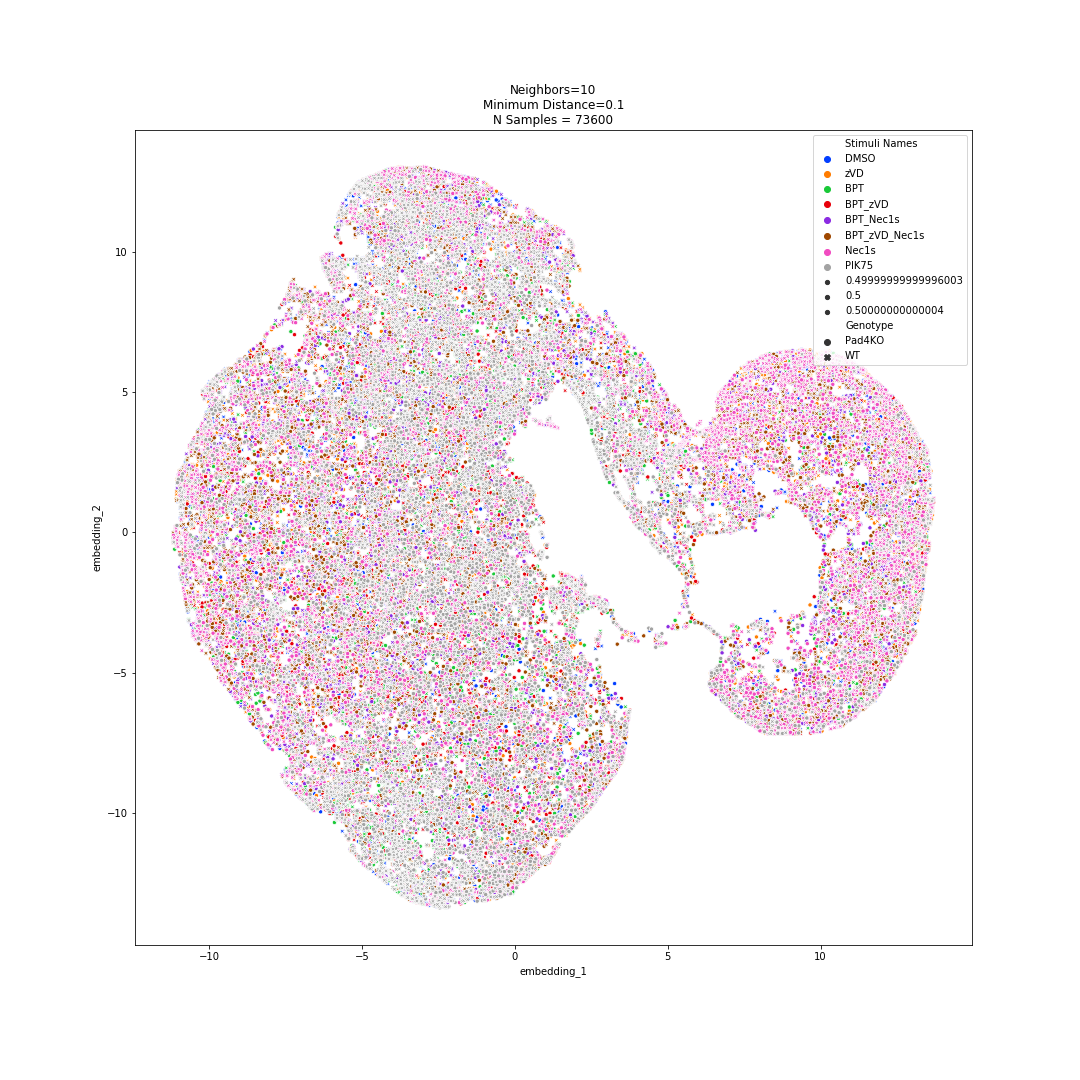 Neighbors=10
Minimum Distance=0.1
N Samples = 73600
Stimuli Names
DMSO
zVD
BPT
BPT_zVD
BPT_Nec1s
BPT_zVD_Nec1s
Nec1s
PIK75
0.49999999999996003
0.5
0.50000000000004
Genotype
Pad4KO
WT
10
5
0
−5
−10
embedding_2
−10
−5
0
5
10
embedding_1